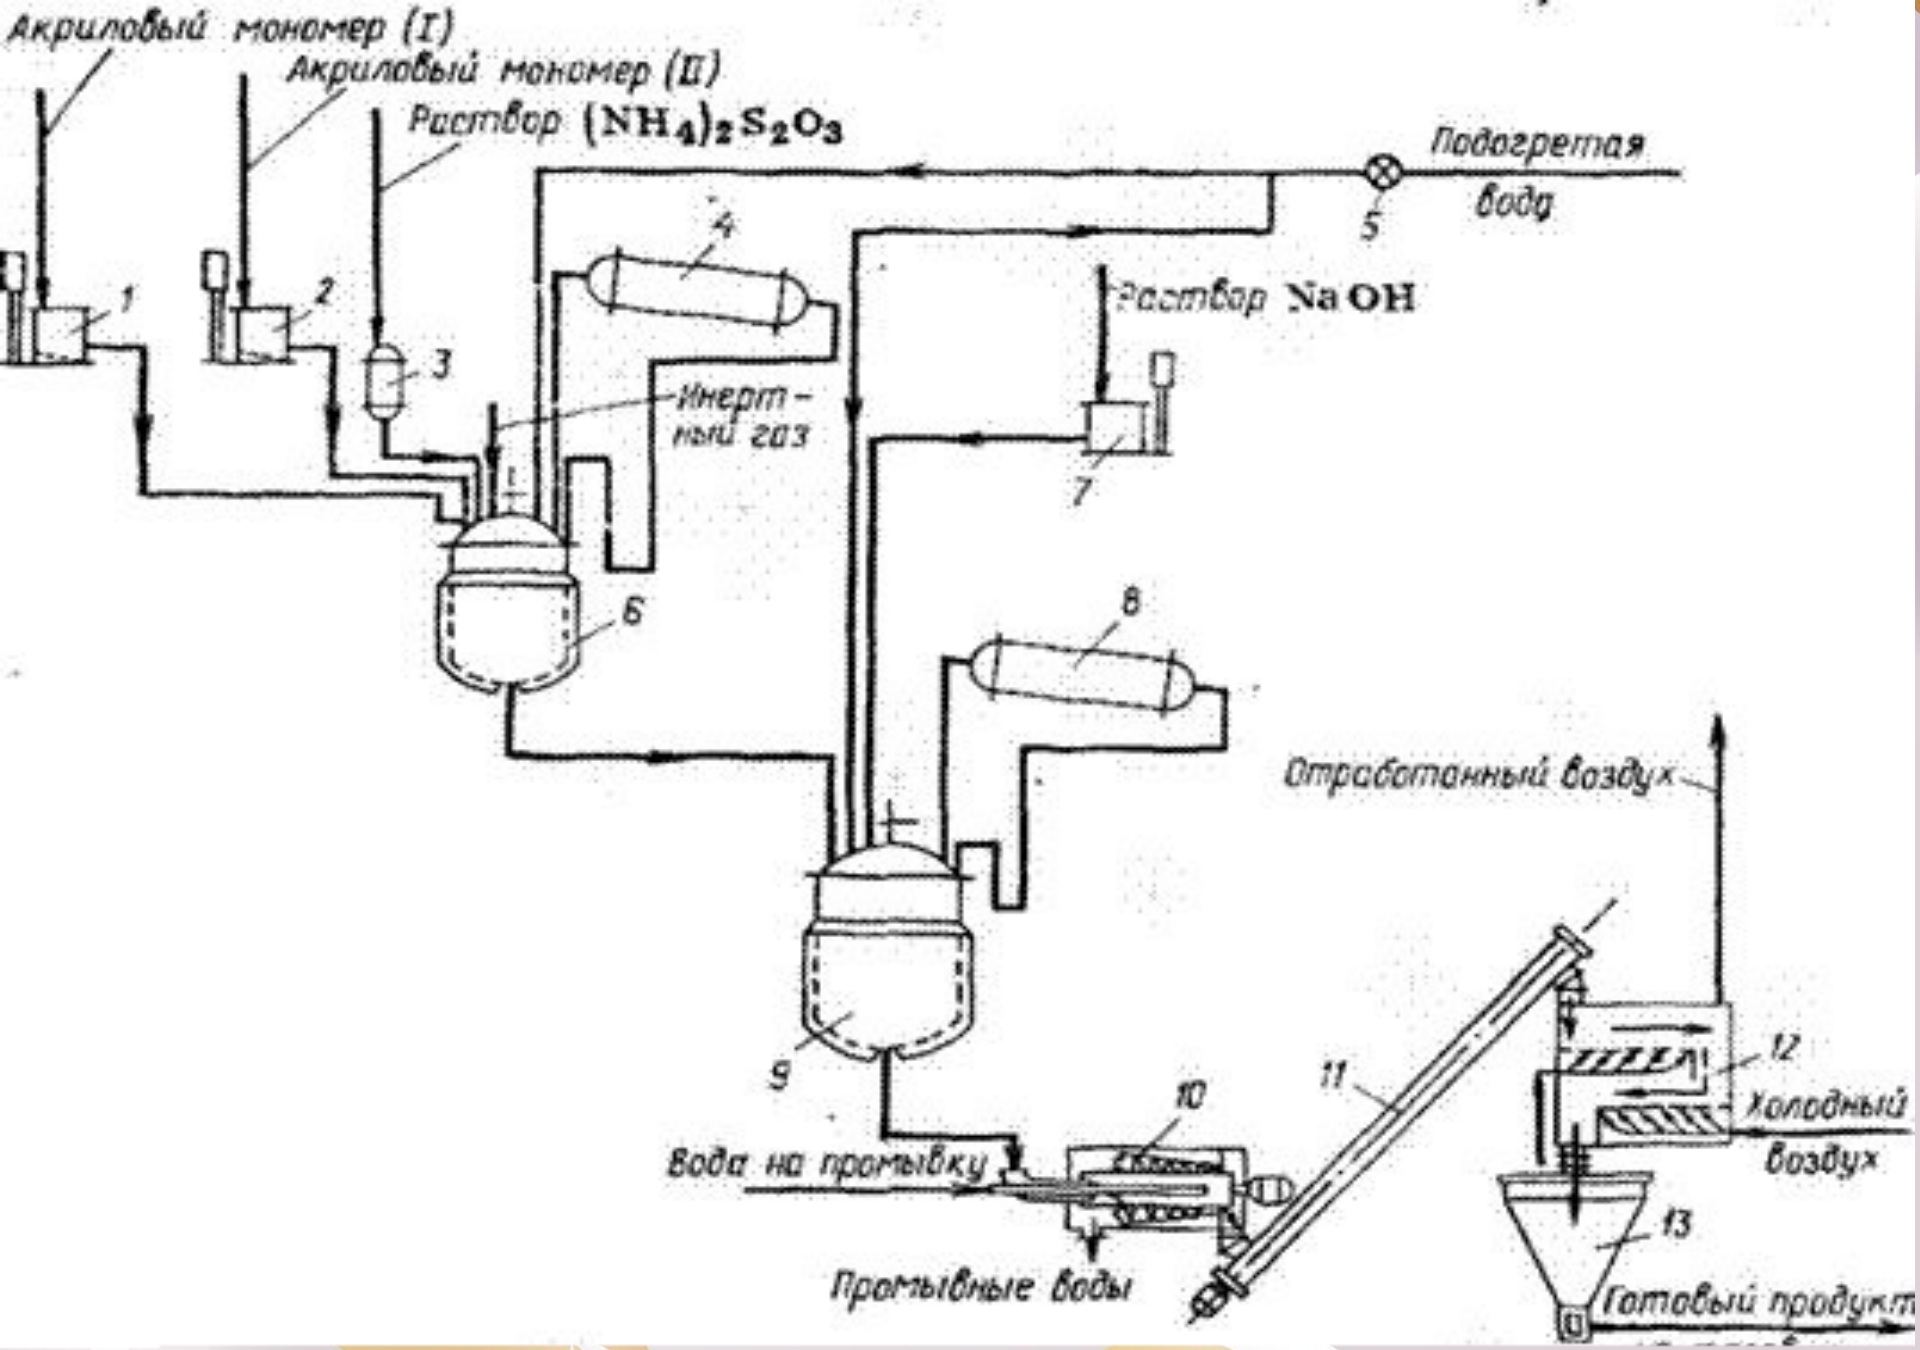 Акриловый мономер (I)
Акриловый мономер (II)
Раствор (NH4)2S2O3
Подогретая
вода
5
4
Раствор NaOH
1
2
3
Инерт-
ный газ
7
6
8
Отработанный воздух
9
10
11
12
Холодный
воздух
Вода на промывку
13
Промывные воды
Готовый продукт